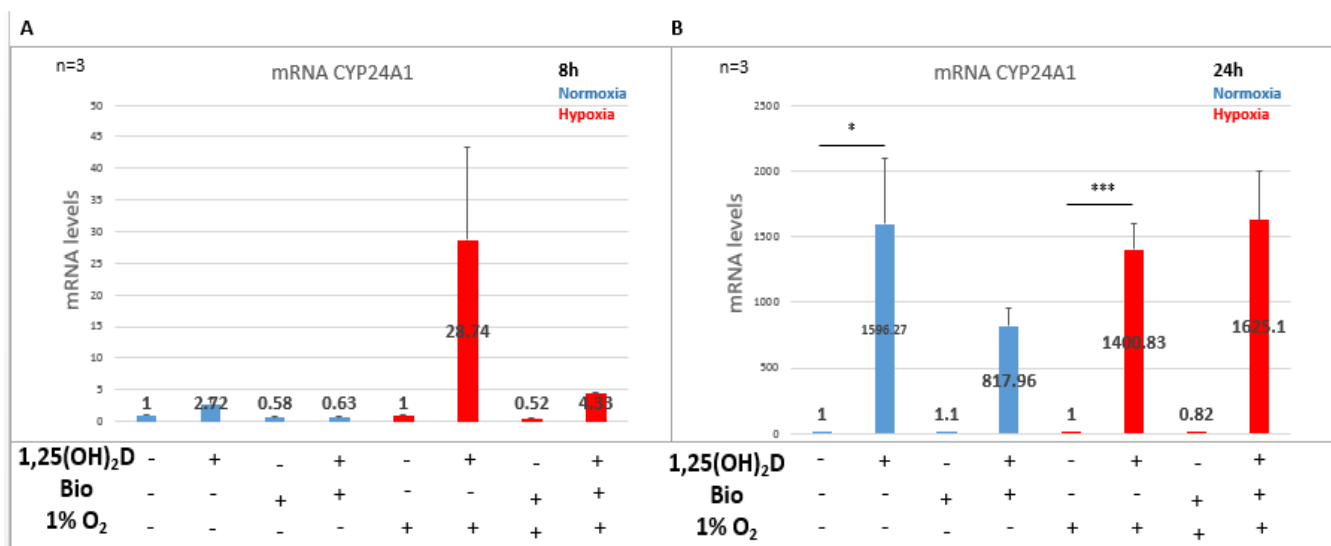 A
n=3
mRNA CYP24A1
8h
Normoxia
Hypoxia
mRNA levels
50
45
40
35
30
25
20
15
10
5
0
1
2.72
0.58
0.63
1
28.74
0.52
4.33
1,25(OH)₂D - + - + - + - +
Bio - - + + - - + +
1% O₂ - - - - + + + +
B
n=3
mRNA CYP24A1
24h
Normoxia
Hypoxia
mRNA levels
2500
2000
1500
1000
500
0
*
***
1
1596.27
1.1
817.96
1
1400.83
0.82
1625.1
1,25(OH)₂D - + - + - + - +
Bio - - + + - - + +
1% O₂ - - - - + + + +